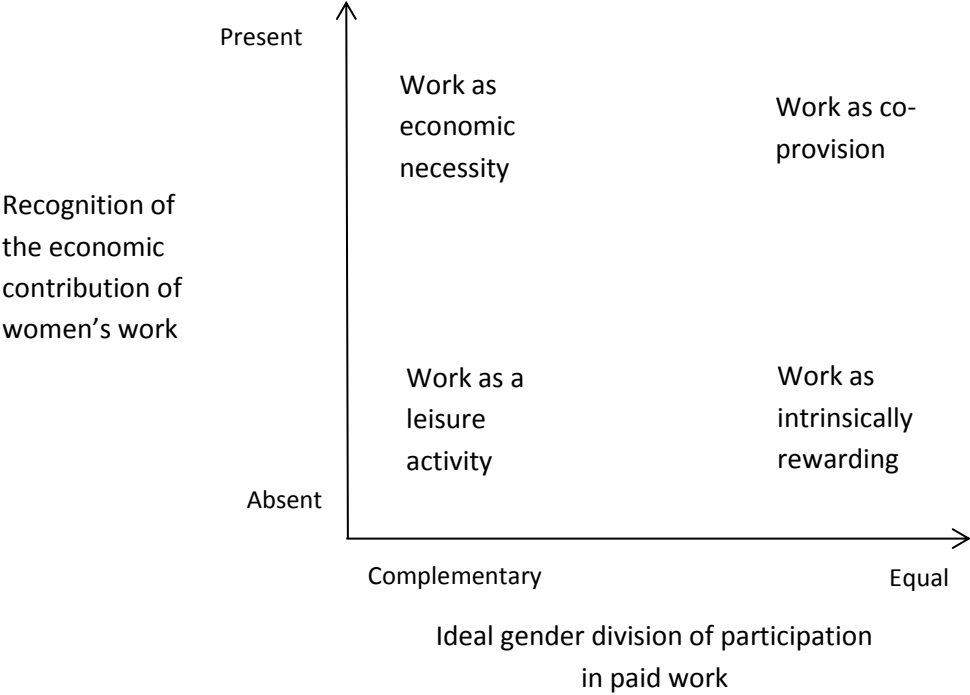 Present
Work as
economic
necessity
Work as co-
provision
Recognition of
the economic
contribution of
women’s work
Work as a
leisure
activity
Work as
intrinsically
rewarding
Absent
Complementary
Equal
Ideal gender division of participation
in paid work